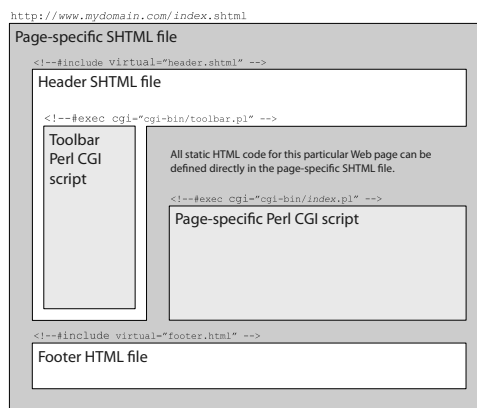 http://www.mydomain.com/index.shtml
Page-specific SHTML file
<!--#include virtual="header.shtml" -->
Header SHTML file
<!--#exec cgi="cgi-bin/toolbar.pl" -->
Toolbar
Perl CGI
script
All static HTML code for this particular Web page can be
defined directly in the page-specific SHTML file.
<!--#exec cgi="cgi-bin/index.pl" -->
Page-specific Perl CGI script
<!--#include virtual="footer.html" -->
Footer HTML file